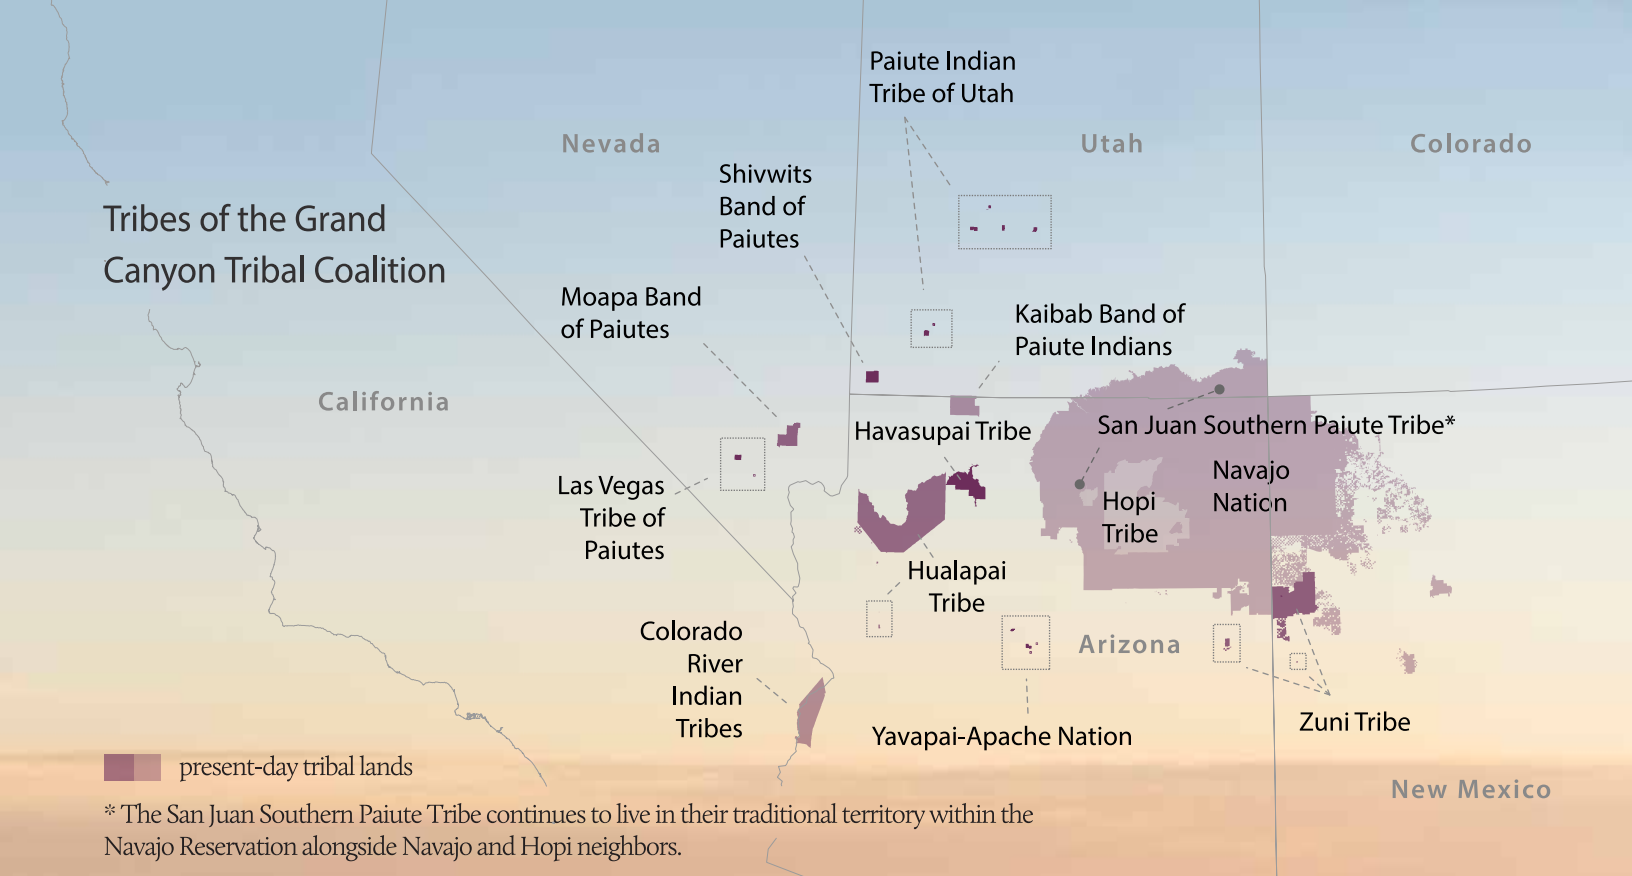 Paiute Indian
Tribe of Utah
Nevada
Utah
Colorado
Shivwits
Band of
Paiutes
Tribes of the Grand
Canyon Tribal Coalition
Moapa Band
of Paiutes
Kaibab Band of
Paiute Indians
California
Havasupai Tribe
San Juan Southern Paiute Tribe*
Navajo
Nation
Hopi
Tribe
Las Vegas
Tribe of
Paiutes
Hualapai
Tribe
Colorado
River
Indian
Tribes
Arizona
Yavapai-Apache Nation
Zuni Tribe
New Mexico
present-day tribal lands
* The San Juan Southern Paiute Tribe continues to live in their traditional territory within the
Navajo Reservation alongside Navajo and Hopi neighbors.